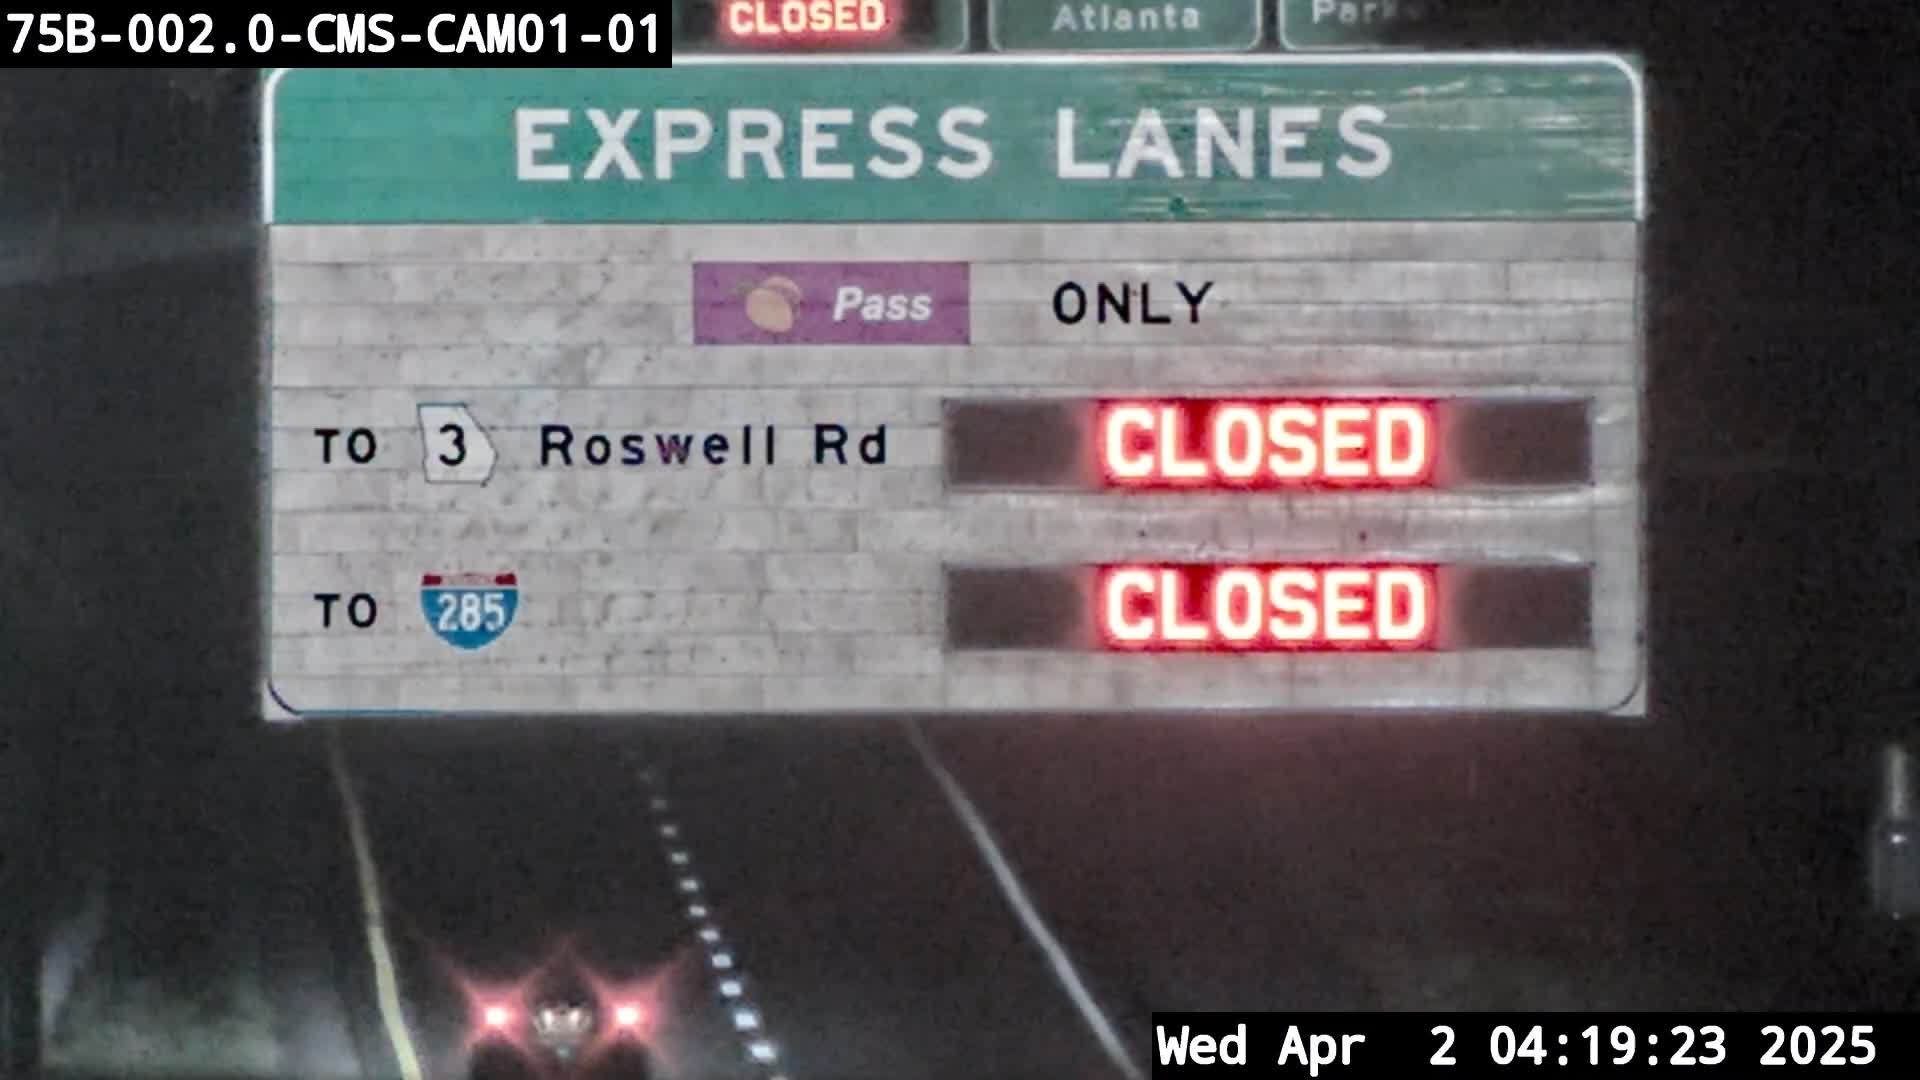 75B-002.0-CMS-CAM01-01
CLOSED
Atlanta
EXPRESS LANES
Pass ONLY
TO 3 Roswell Rd CLOSED
TO 285 CLOSED
Wed Apr 2 04:19:23 2025